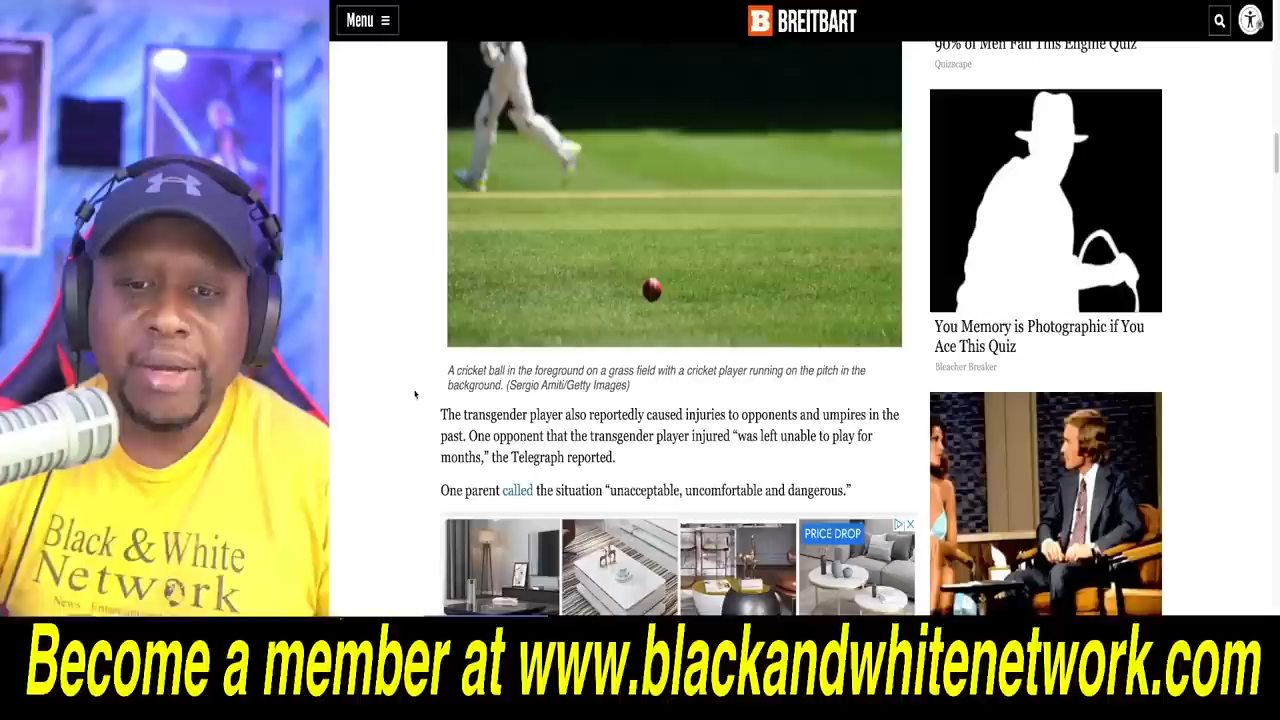 Menu
B BREITBART
90% of Men Fail This Engine Quiz
Quizscape
You Memory is Photographic if You
Ace This Quiz
Bleacher Breaker
A cricket ball in the foreground on a grass field with a cricket player running on the pitch in the
background. (Sergio Amiti/Getty Images)
The transgender player also reportedly caused injuries to opponents and umpires in the
past. One opponent that the transgender player injured “was left unable to play for
months,” the Telegraph reported.
One parent called the situation “unacceptable, uncomfortable and dangerous.”
PRICE DROP
Black & White
Network
Become a member at www.blackandwhitenetwork.com